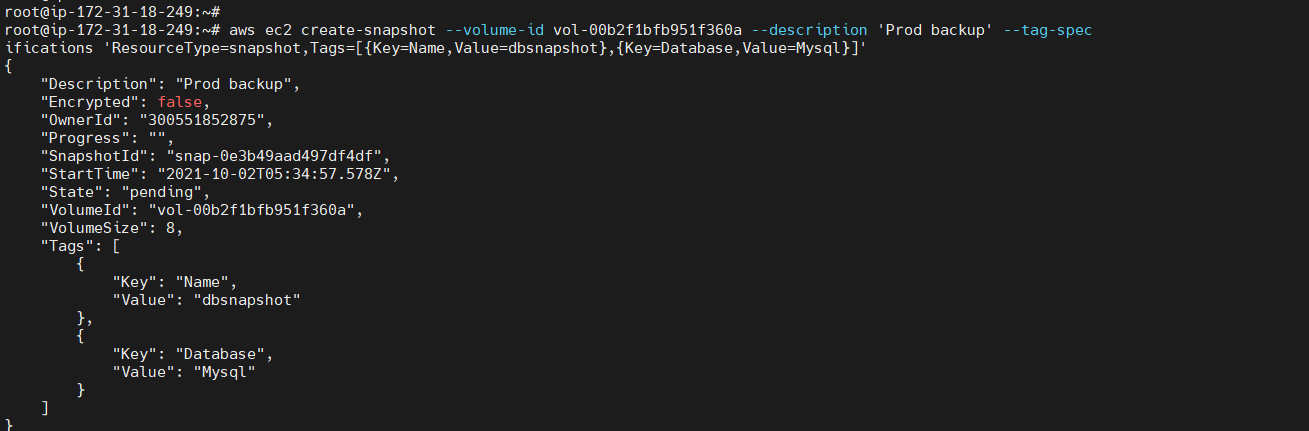 root@ip-172-31-18-249:~#
root@ip-172-31-18-249:~# aws ec2 create-snapshot --volume-id vol-00b2f1bfb951f360a --description 'Prod backup' --tag-spec
ifications 'ResourceType=snapshot,Tags=[{Key=Name,Value=dbsnapshot},{Key=Database,Value=Mysql}]'
{
    "Description": "Prod backup",
    "Encrypted": false,
    "OwnerId": "300551852875",
    "Progress": "",
    "SnapshotId": "snap-0e3b49aad497df4df",
    "StartTime": "2021-10-02T05:34:57.578Z",
    "State": "pending",
    "VolumeId": "vol-00b2f1bfb951f360a",
    "VolumeSize": 8,
    "Tags": [
        {
            "Key": "Name",
            "Value": "dbsnapshot"
        },
        {
            "Key": "Database",
            "Value": "Mysql"
        }
    ]
}